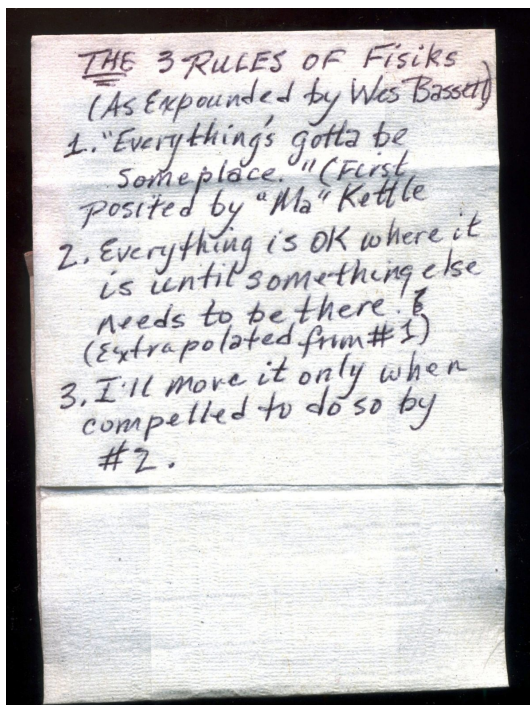 THE 3 RULES OF Fisiks
(As Expounded by Wes Bassett)
1. "Everything's gotta be
someplace." (First
posited by "Ma" Kettle
2. Everything is OK where it
is until something else
needs to be there.
(Extrapolated from #1)
3. I'll move it only when
compelled to do so by
#2.